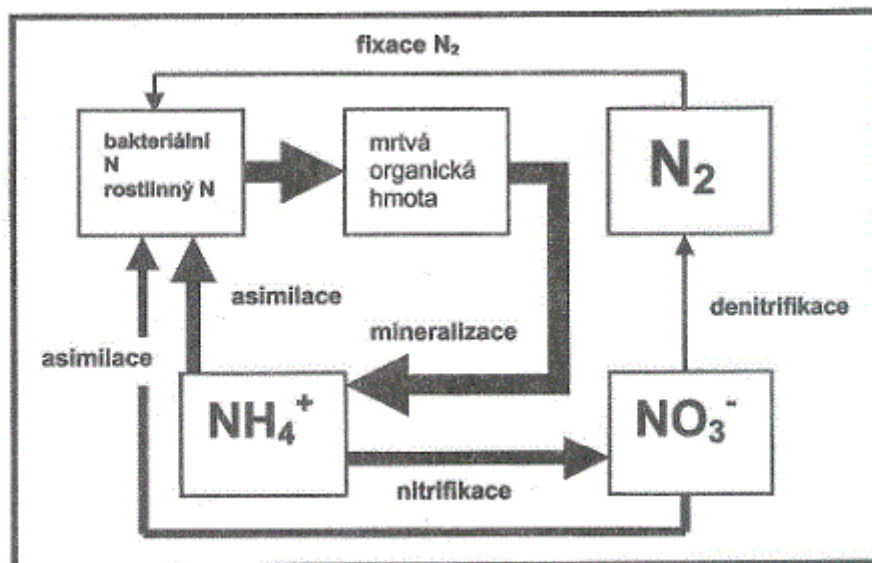 fixace N₂
bakteriální
N
rostlinný N
mrtvá
organická
hmota
N₂
asimilace
mineralizace
denitrifikace
asimilace
NH₄⁺
NO₃⁻
nitrifikace